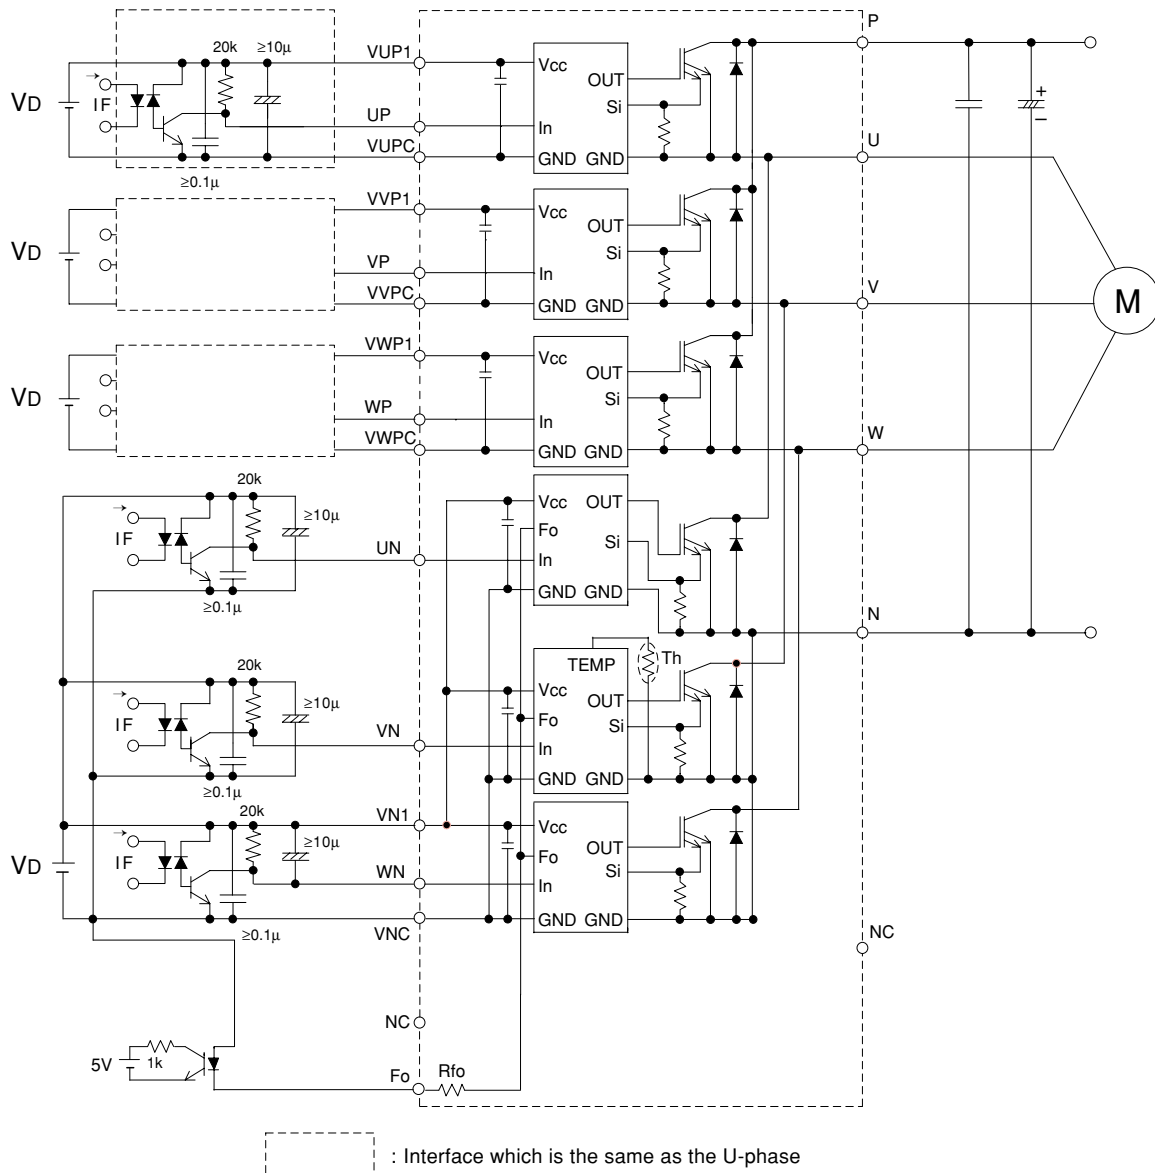 P
20k ≥10µ VUP1
Vcc
OUT
VD IF Si
UP In
U
VUPC GND GND
≥0.1µ
VVP1 Vcc
OUT
VD Si
VP In
V
VVPC GND GND
M
VWP1 Vcc
OUT
VD Si
WP In
W
VWPC GND GND
20k
≥10µ Vcc OUT
Fo
IF Si
UN In
GND GND
≥0.1µ
N
20k TEMP Th
≥10µ Vcc
OUT
IF Fo Si
VN In
GND GND
≥0.1µ
20k VN1 Vcc
≥10µ OUT
VD IF Fo
Si
WN In
GND GND
≥0.1µ VNC
NC
NC
5V 1k
Fo Rfo
: Interface which is the same as the U-phase